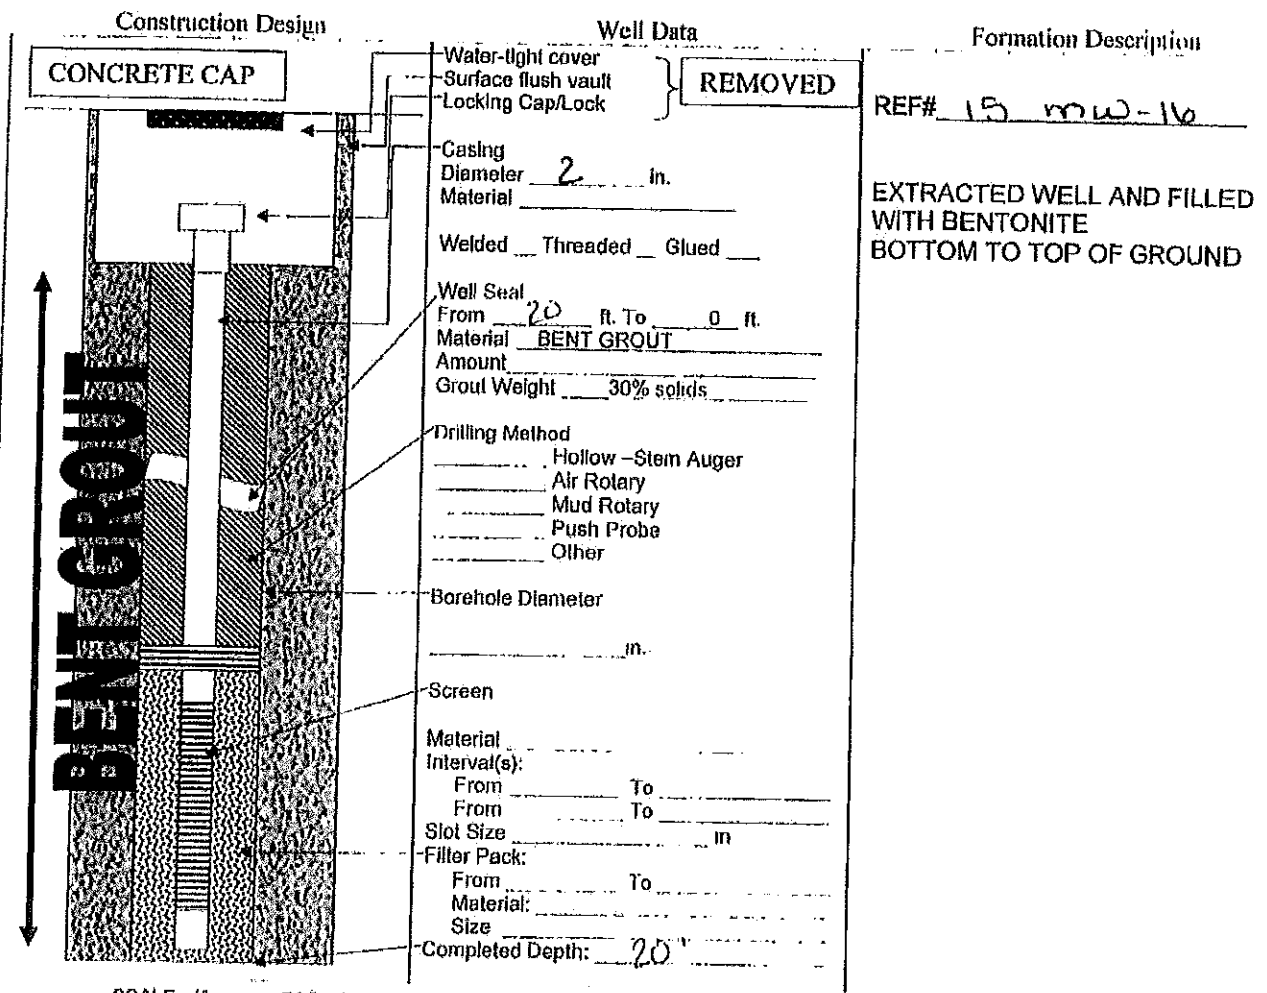 Construction Design
CONCRETE CAP
BENT GROUT
Well Data
Water-tight cover
Surface flush vault
Locking Cap/Lock
REMOVED
Casing
Diameter 2 in.
Material
Welded __ Threaded __ Glued __
Well Seal
From 20 ft. To 0 ft.
Material BENT GROUT
Amount
Grout Weight 30% solids
Drilling Method
Hollow –Stem Auger
Air Rotary
Mud Rotary
Push Probe
Other
Borehole Diameter
in.
Screen
Material
Interval(s):
From To
From To
Slot Size in
Filter Pack:
From To
Material:
Size
Completed Depth: 20'
Formation Description
REF# 15 mw-16
EXTRACTED WELL AND FILLED
WITH BENTONITE
BOTTOM TO TOP OF GROUND